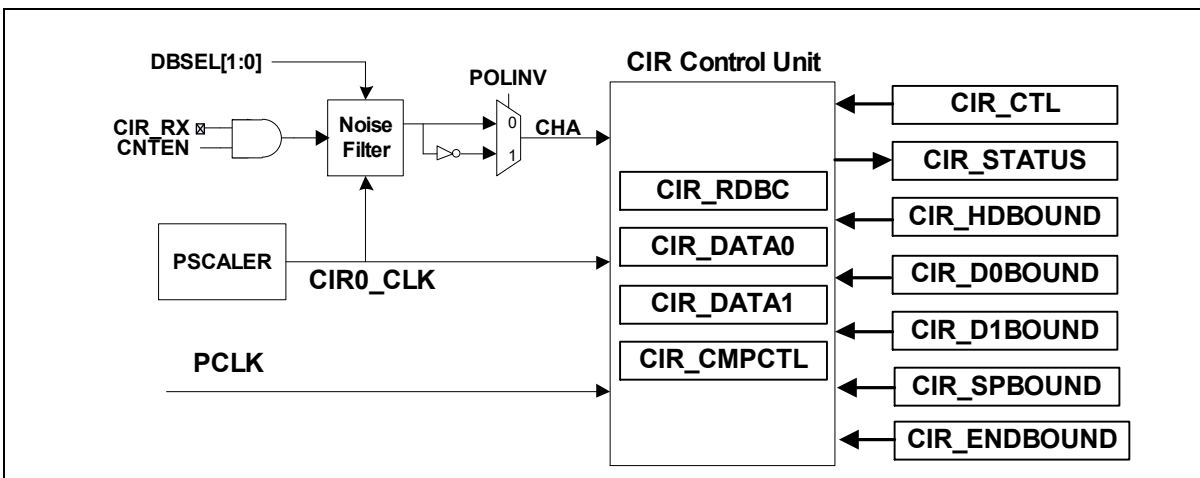 DBSEL[1:0]
CIR_RX
CNTEN
Noise
Filter
POLINV
0
1
CHA
PSCALER
CIR0_CLK
PCLK
CIR Control Unit
CIR_RDBC
CIR_DATA0
CIR_DATA1
CIR_CMPCTL
CIR_CTL
CIR_STATUS
CIR_HDBOUND
CIR_D0BOUND
CIR_D1BOUND
CIR_SPBOUND
CIR_ENDBOUND